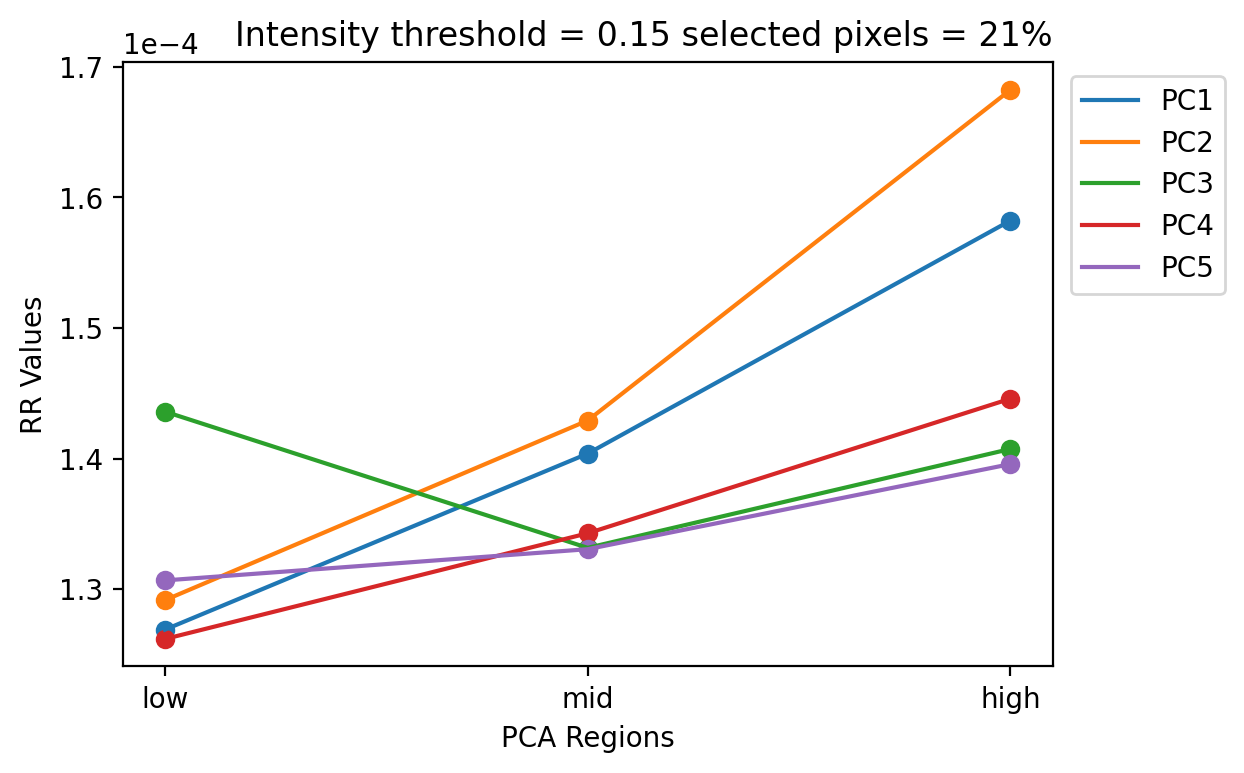 Intensity threshold = 0.15 selected pixels = 21%
1e−4
1.7
1.6
1.5
1.4
1.3
RR Values
low
mid
high
PCA Regions
PC1
PC2
PC3
PC4
PC5